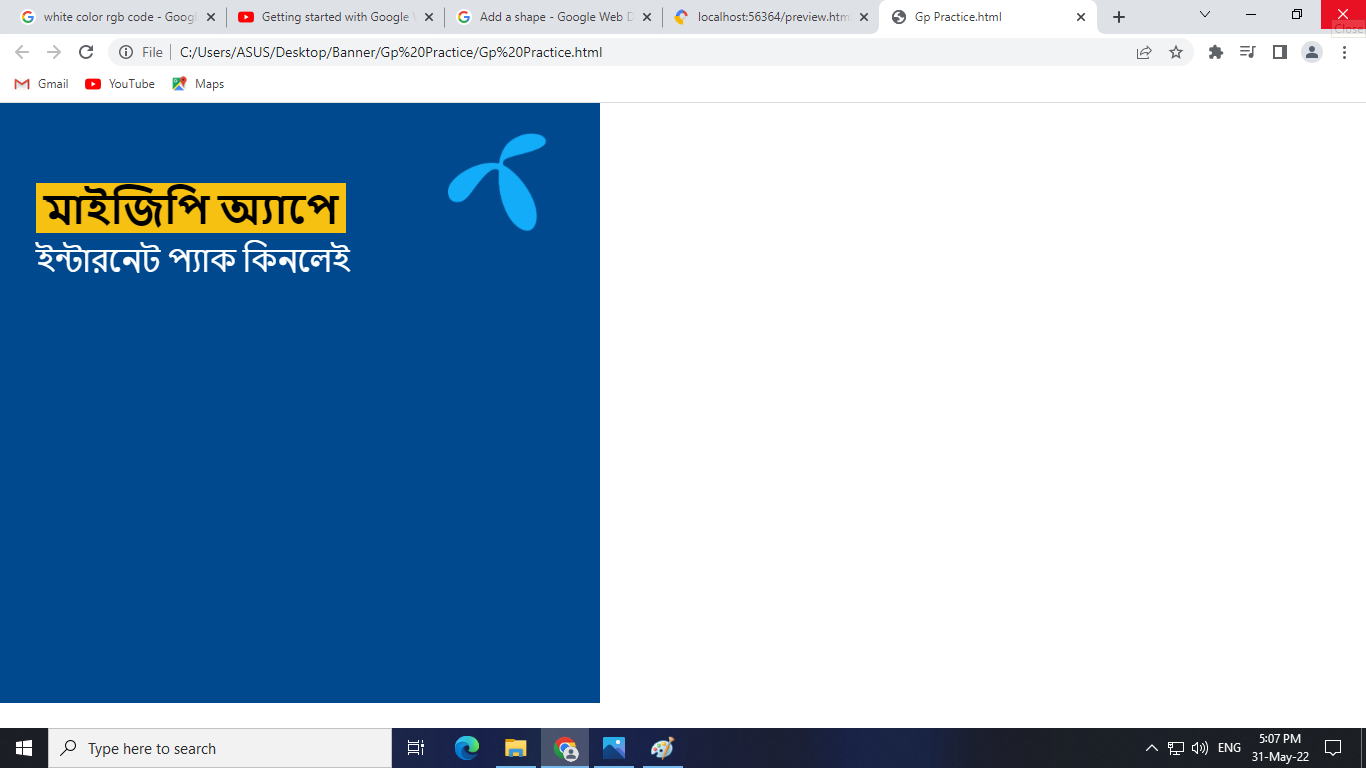 white color rgb code - Goog
Getting started with Google
Add a shape - Google Web D
localhost:56364/preview.htm
Gp Practice.html
Close
File
C:/Users/ASUS/Desktop/Banner/Gp%20Practice/Gp%20Practice.html
Gmail
YouTube
Maps
মাইজিপি অ্যাপে
ইন্টারনেট প্যাক কিনলেই
Type here to search
ENG
5:07 PM
31-May-22